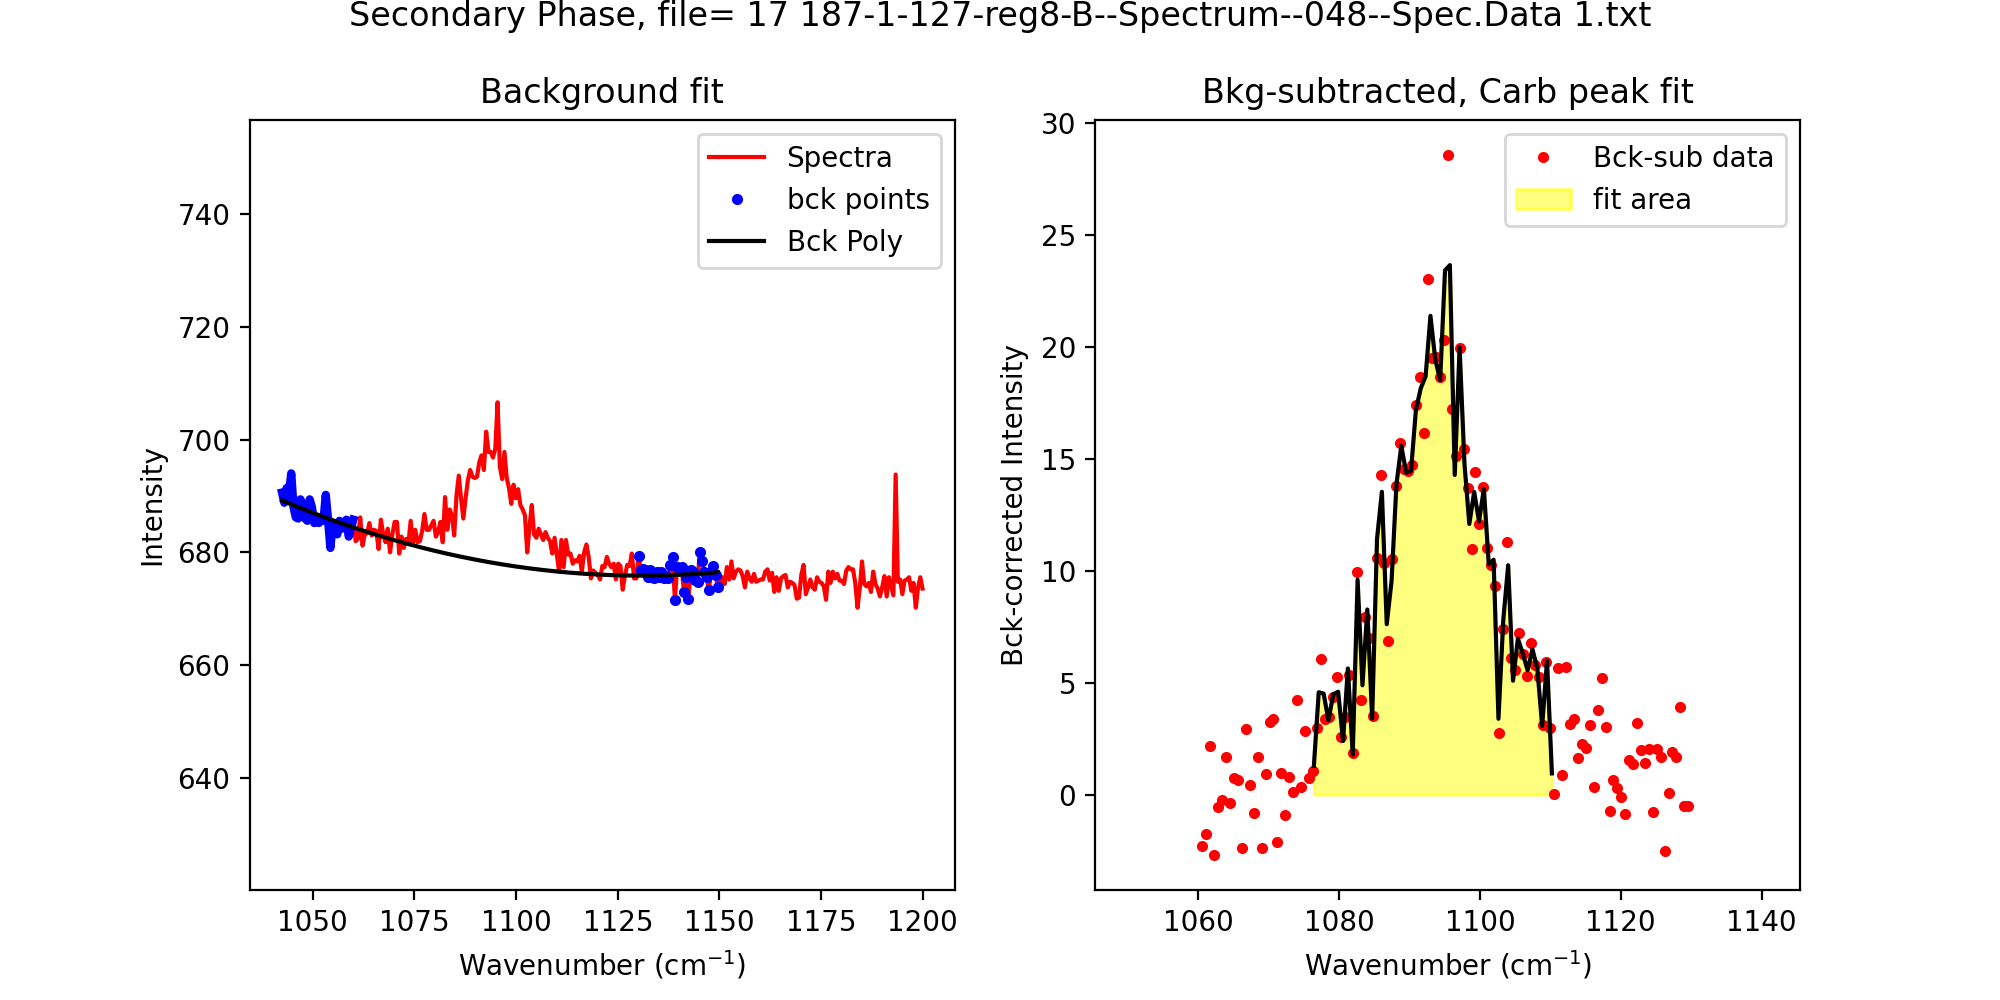 Secondary Phase, file= 17 187-1-127-reg8-B--Spectrum--048--Spec.Data 1.txt
Background fit
Spectra
bck points
Bck Poly
740
720
700
680
660
640
Intensity
1050 1075 1100 1125 1150 1175 1200
Wavenumber (cm⁻¹)
Bkg-subtracted, Carb peak fit
Bck-sub data
fit area
30
25
20
15
10
5
0
Bck-corrected Intensity
1060 1080 1100 1120 1140
Wavenumber (cm⁻¹)